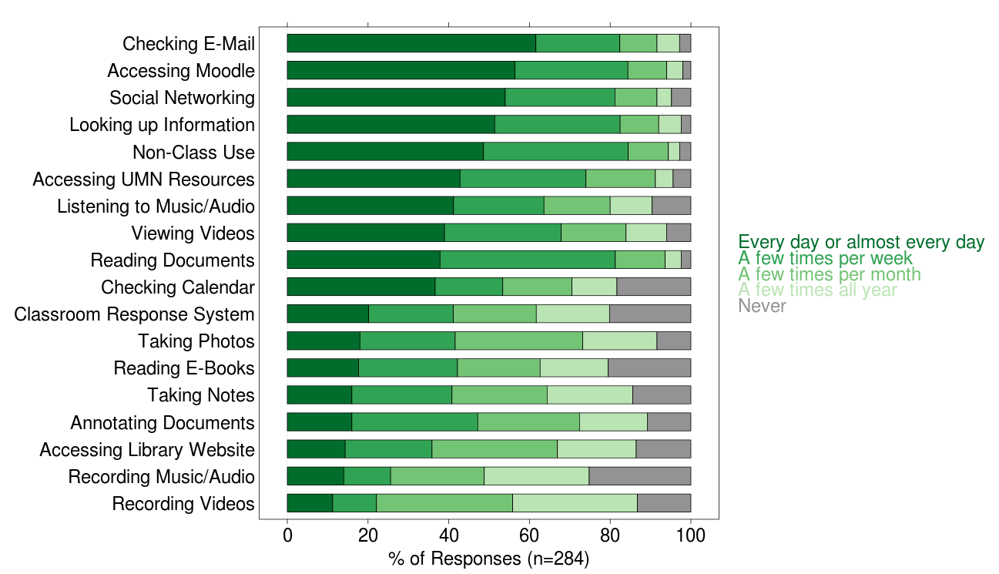 Checking E-Mail
Accessing Moodle
Social Networking
Looking up Information
Non-Class Use
Accessing UMN Resources
Listening to Music/Audio
Viewing Videos
Reading Documents
Checking Calendar
Classroom Response System
Taking Photos
Reading E-Books
Taking Notes
Annotating Documents
Accessing Library Website
Recording Music/Audio
Recording Videos
0 20 40 60 80 100
% of Responses (n=284)
Every day or almost every day
A few times per week
A few times per month
A few times all year
Never